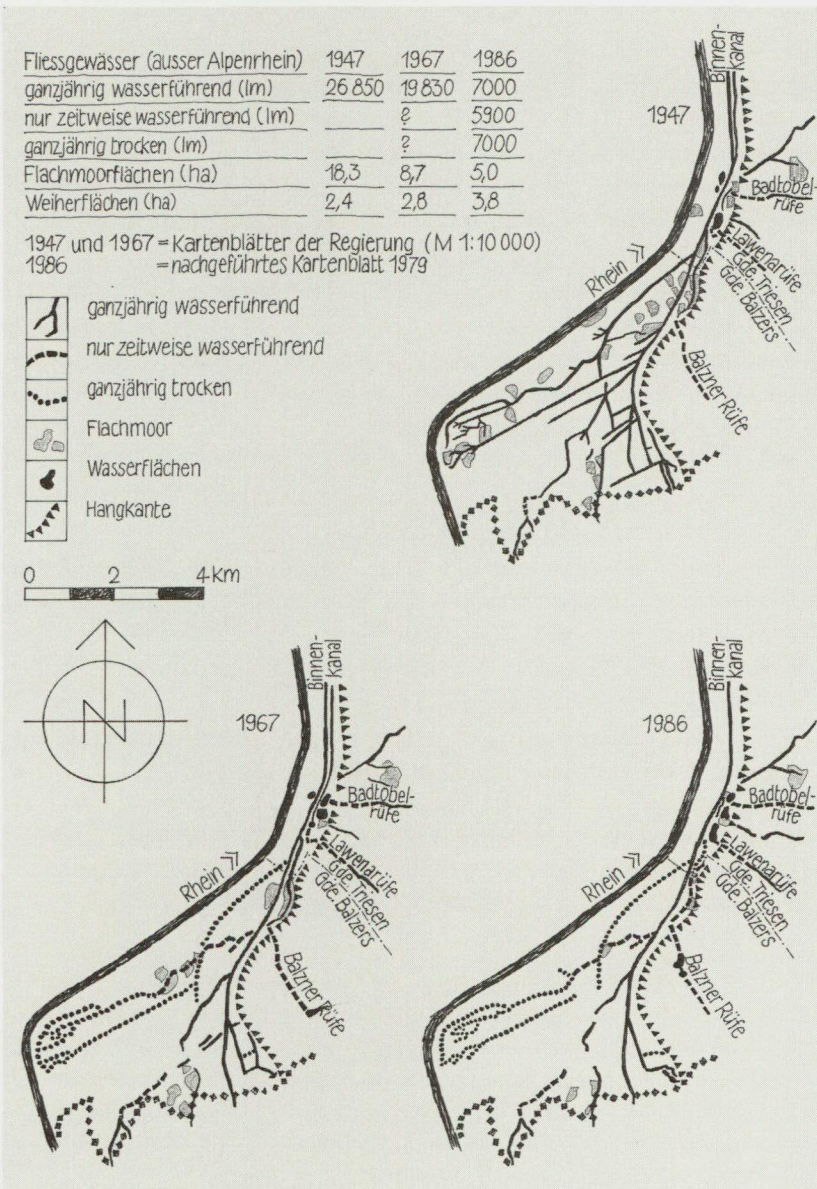 Fliessgewässer (ausser Alpenrhein) 1947 1967 1986
ganzjährig wasserführend (lm) 26 850 19 830 7000
nur zeitweise wasserführend (lm) ? 5900
ganzjährig trocken (lm) ? 7000
Flachmoorflächen (ha) 18,3 8,7 5,0
Weiherflächen (ha) 2,4 2,8 3,8
1947 und 1967 = Kartenblätter der Regierung (M 1:10 000)
1986 = nachgeführtes Kartenblatt 1979
ganzjährig wasserführend
nur zeitweise wasserführend
ganzjährig trocken
Flachmoor
Wasserflächen
Hangkante
0 2 4 Km
N
1947
Binnen-
kanal
Badtobel-
rüfe
Lawenarüfe
Gde. Triesen
Gde. Balzers
Rhein
Balzner Rüfe
1967
Binnen-
kanal
Badtobel-
rüfe
Lawenarüfe
Gde. Triesen
Gde. Balzers
Rhein
Balzner Rüfe
1986
Binnen-
kanal
Badtobel-
rüfe
Lawenarüfe
Gde. Triesen
Gde. Balzers
Rhein
Balzner Rüfe